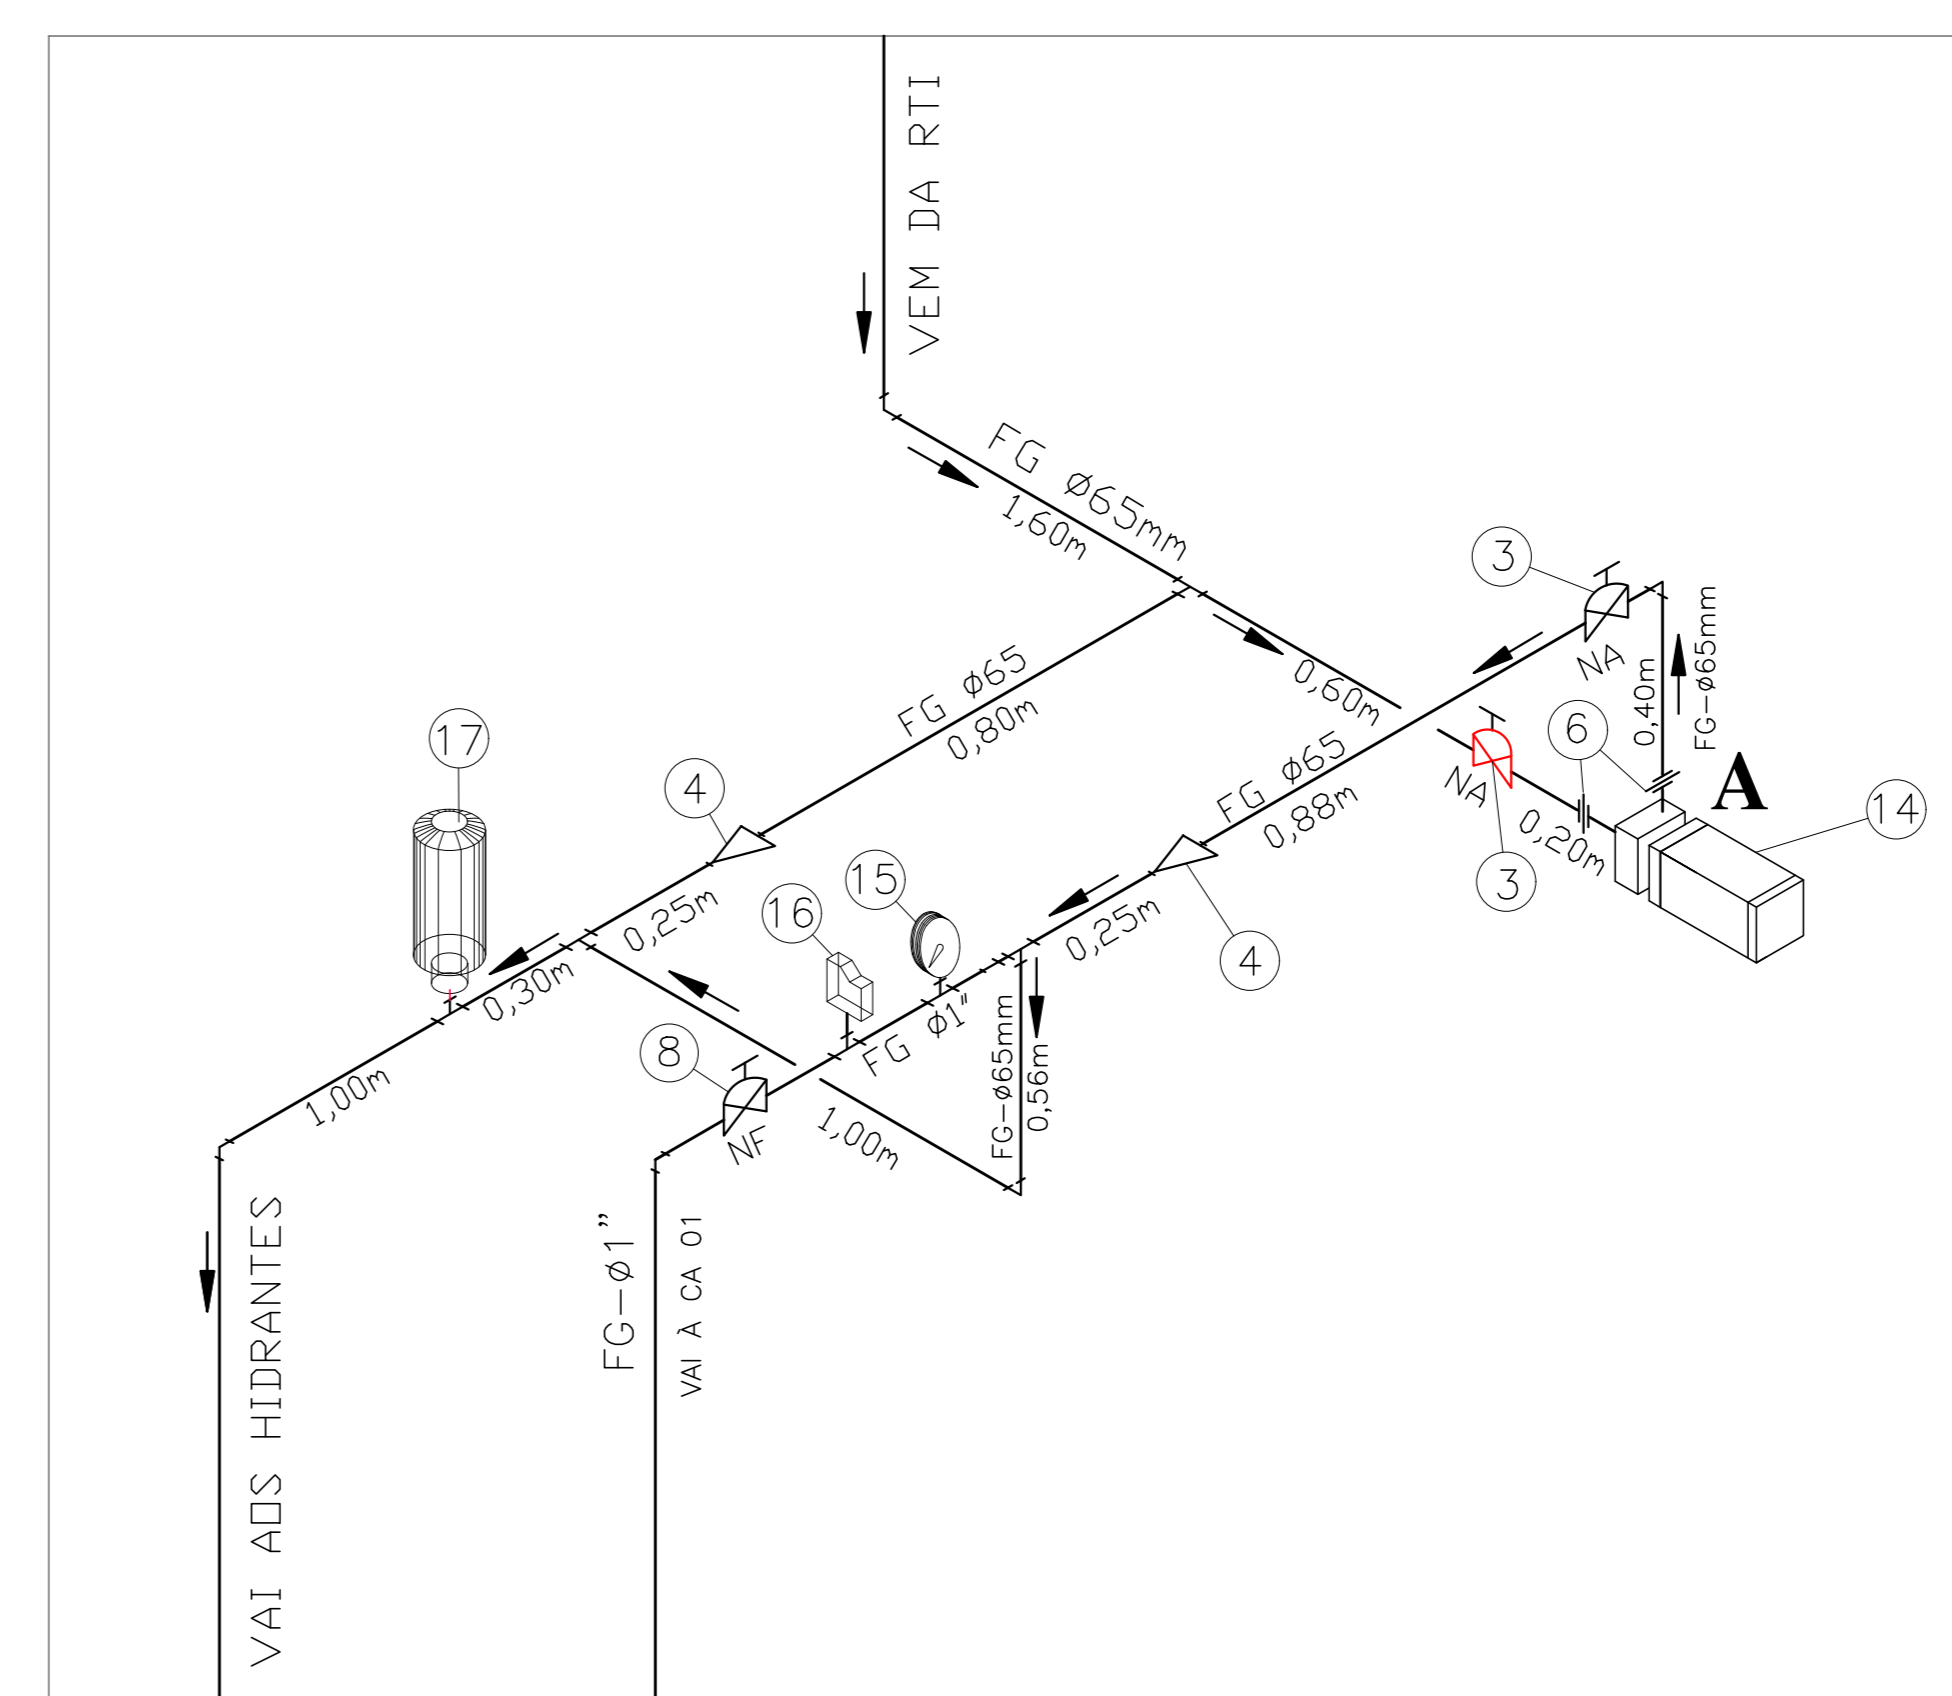 VEM DA RTI
FG ø65mm
1,60m
3
NA
0,60m
FG ø65
0,80m
0,40m
FG-ø65mm
6
A
NA
3
0,20m
14
17
4
FG ø65
0,88m
15
16
0,25m
0,25m
4
0,30m
FG ø1"
FG-ø65mm
0,56m
8
NF
1,00m
1,00m
FG-ø1”
VAI À CA 01
VAI AOS HIDRANTES